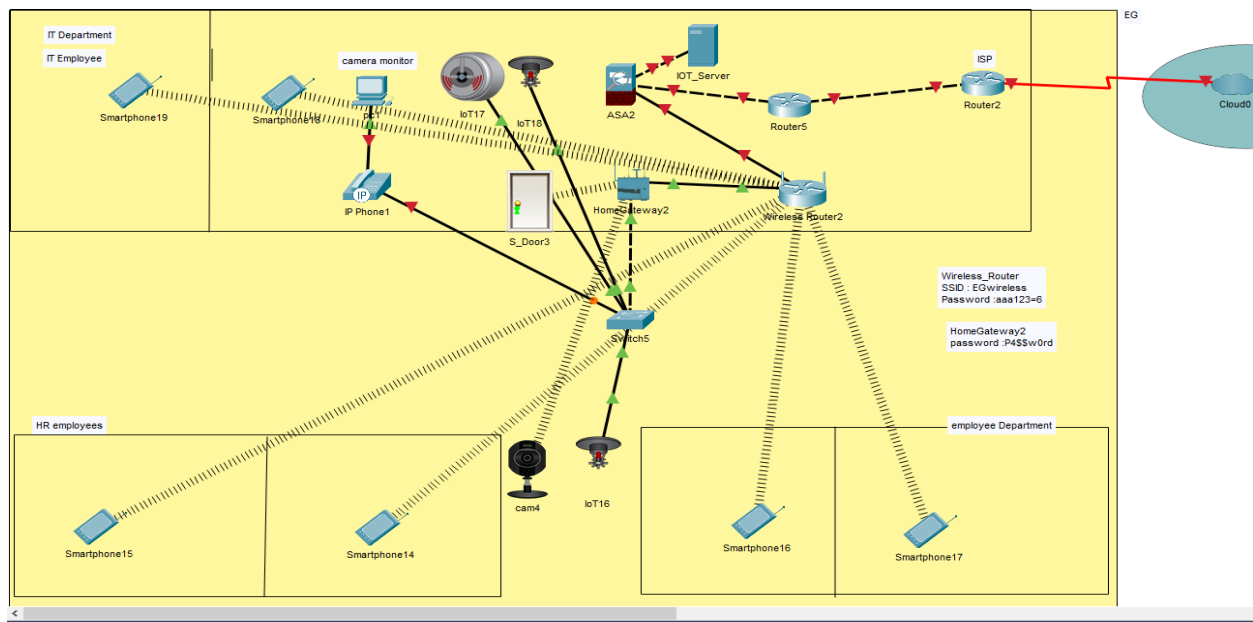 EG
IT Department
IT Employee
camera monitor
ISP
IOT_Server
Smartphone19
Smartphone18
pc1
IoT17
IoT18
ASA2
Router5
Router2
Cloud0
IP
IP Phone1
HomeGateway2
Wireless Router2
S_Door3
Wireless_Router
SSID : EGwireless
Password :aaa123=6
HomeGateway2
password :P4$$w0rd
Switch5
HR employees
employee Department
cam4
IoT16
Smartphone15
Smartphone14
Smartphone16
Smartphone17